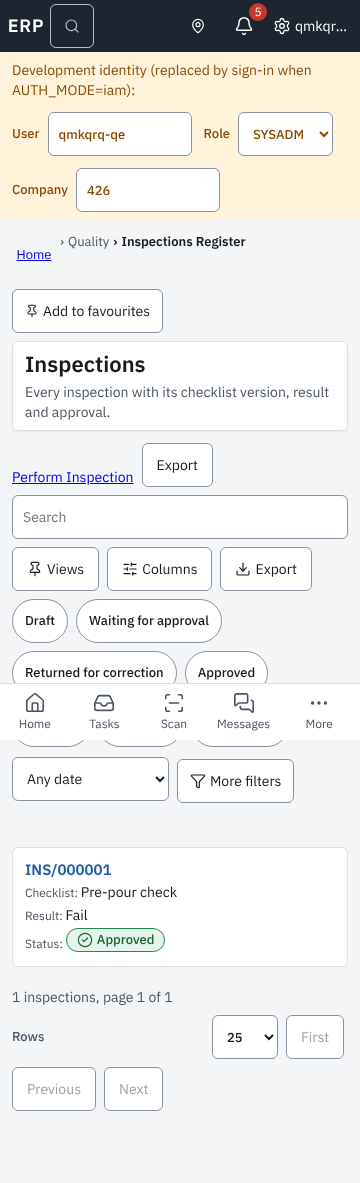 ERP
5
qmkqr...
Development identity (replaced by sign-in when
AUTH_MODE=iam):
User qmkqrq-qe Role SYSADM
Company 426
Home › Quality › Inspections Register
Add to favourites
Inspections
Every inspection with its checklist version, result
and approval.
Perform Inspection Export
Search
Views Columns Export
Draft Waiting for approval
Returned for correction Approved
Home Tasks Scan Messages More
Any date More filters
INS/000001
Checklist: Pre-pour check
Result: Fail
Status: Approved
1 inspections, page 1 of 1
Rows 25 First
Previous Next